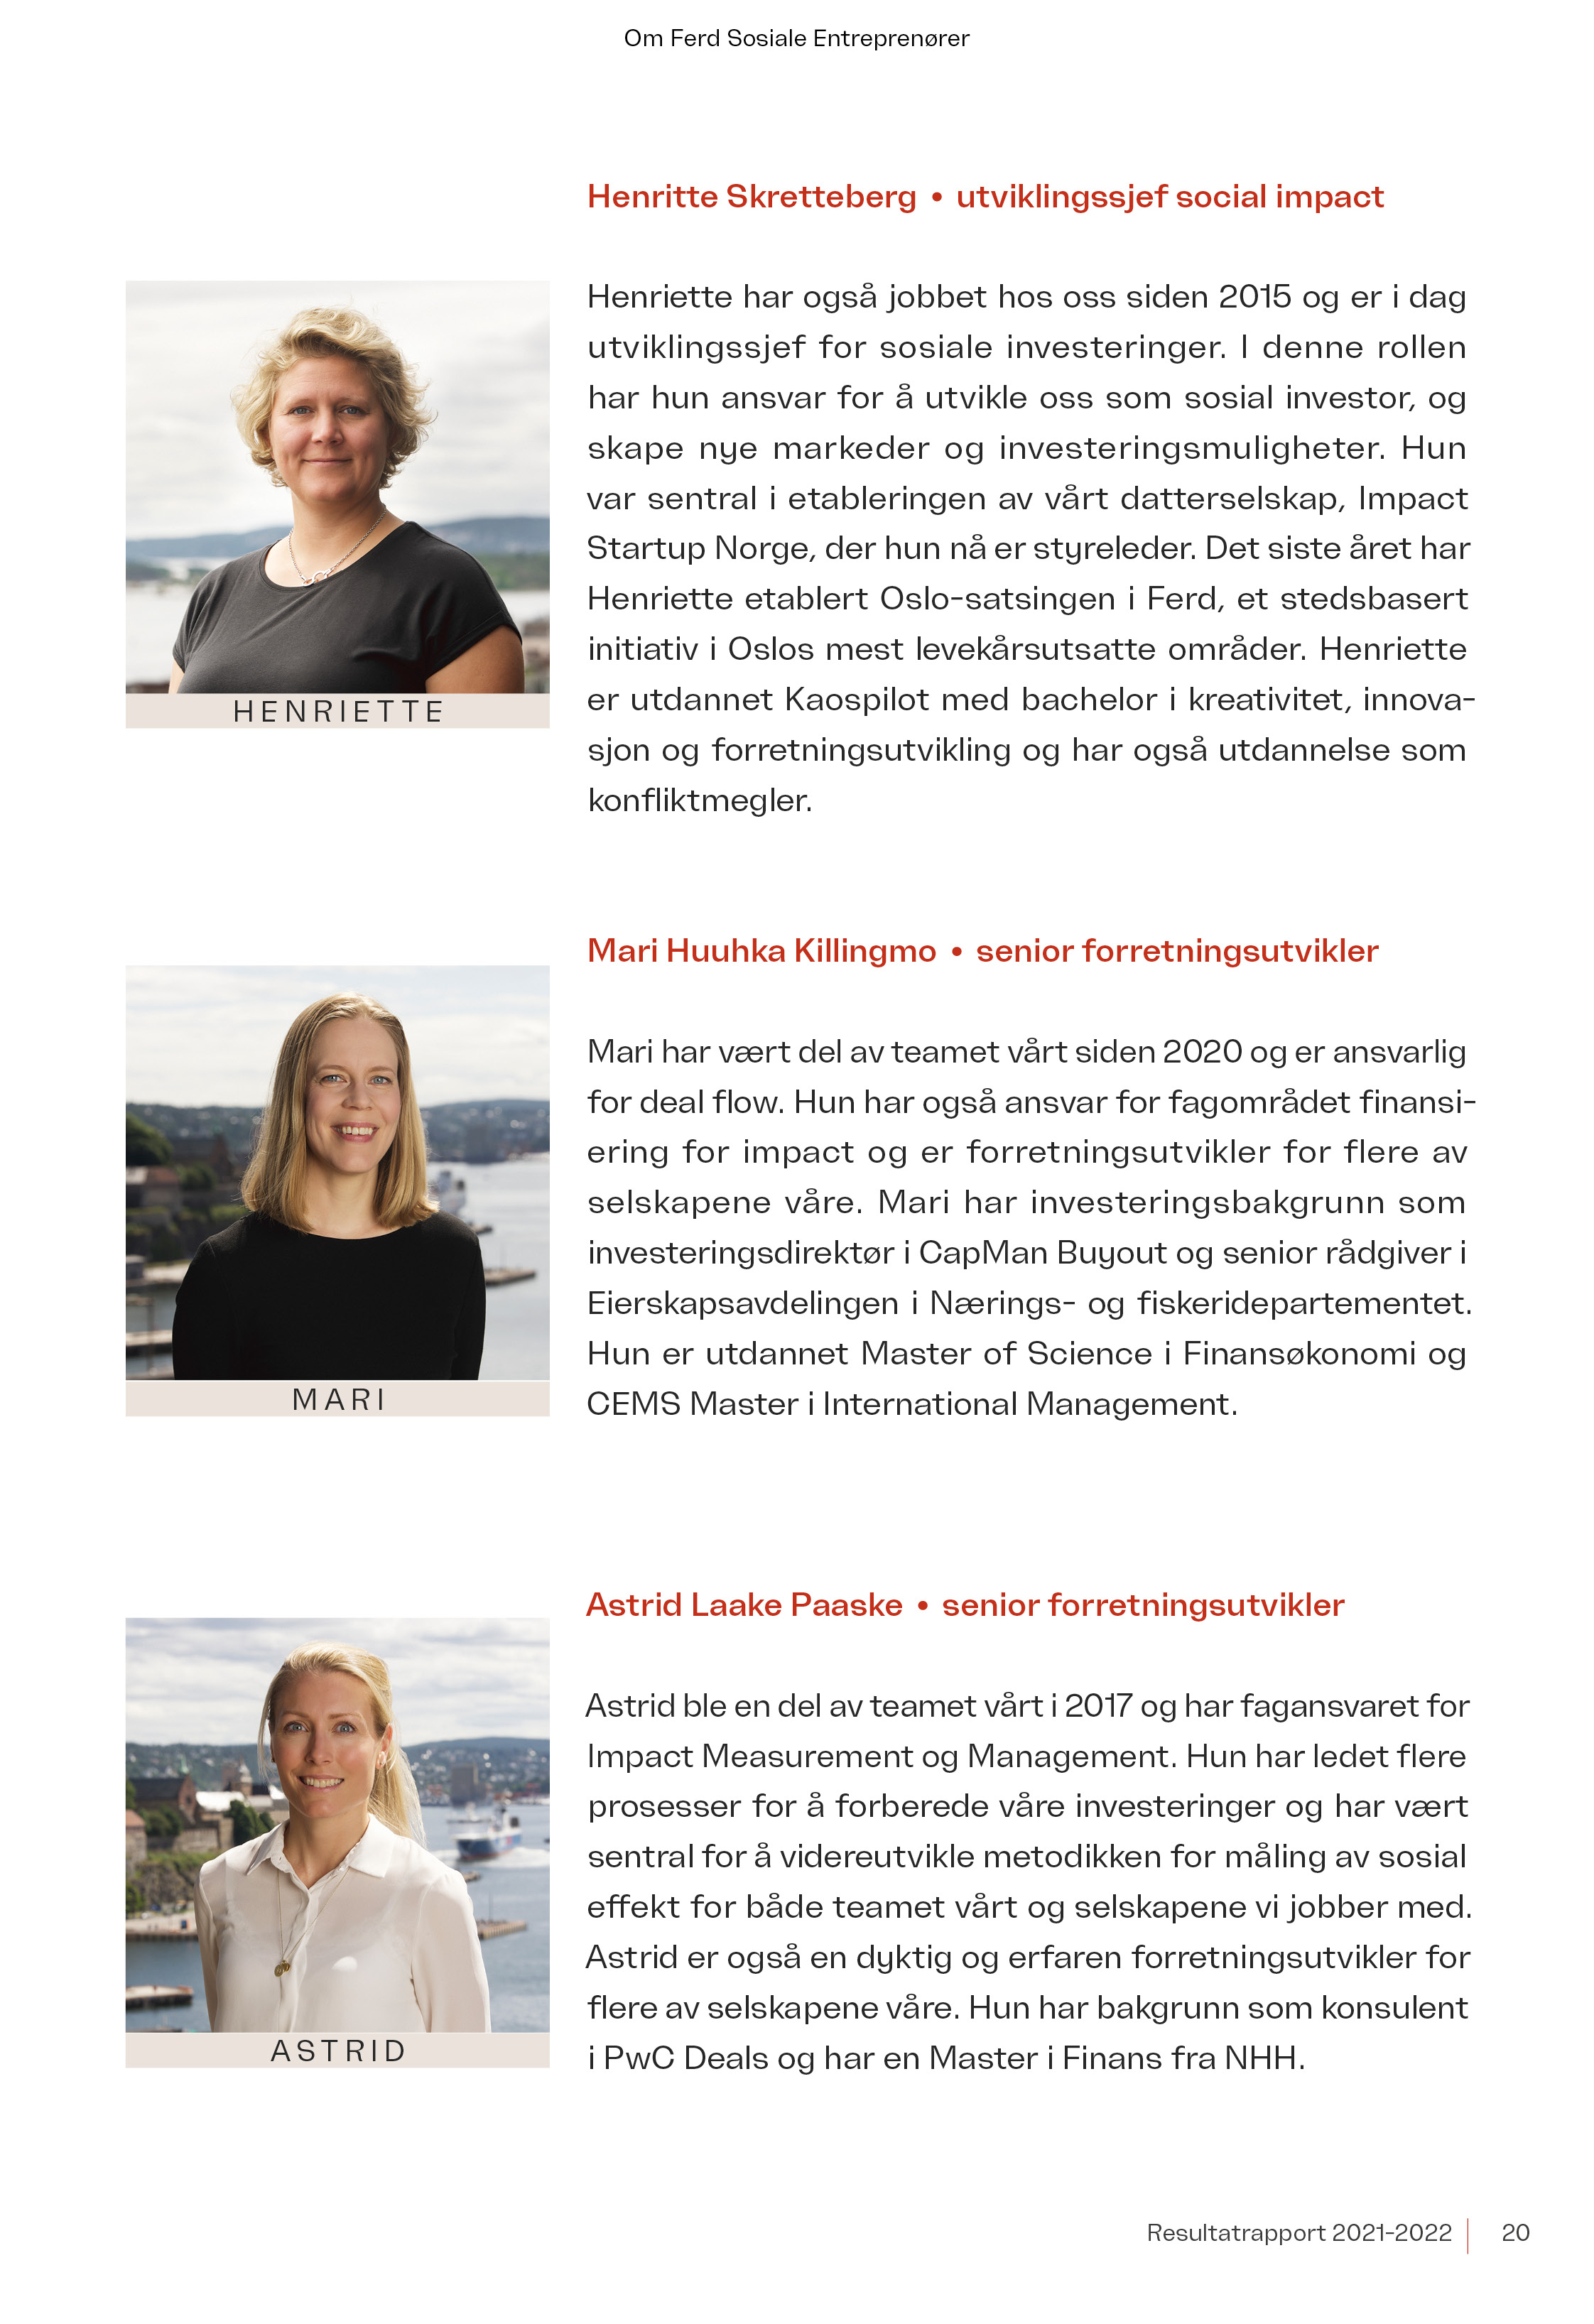 Om Ferd Sosiale Entreprenører
Henritte Skretteberg • utviklingssjef social impact
Henriette har også jobbet hos oss siden 2015 og er i dag
utviklingssjef for sosiale investeringer. I denne rollen
har hun ansvar for å utvikle oss som sosial investor, og
skape nye markeder og investeringsmuligheter. Hun
var sentral i etableringen av vårt datterselskap, Impact
Startup Norge, der hun nå er styreleder. Det siste året har
Henriette etablert Oslo-satsingen i Ferd, et stedsbasert
initiativ i Oslos mest levekårsutsatte områder. Henriette
er utdannet Kaospilot med bachelor i kreativitet, innova-
sjon og forretningsutvikling og har også utdannelse som
konfliktmegler.
HENRIETTE
Mari Huuhka Killingmo • senior forretningsutvikler
Mari har vært del av teamet vårt siden 2020 og er ansvarlig
for deal flow. Hun har også ansvar for fagområdet finansi-
ering for impact og er forretningsutvikler for flere av
selskapene våre. Mari har investeringsbakgrunn som
investeringsdirektør i CapMan Buyout og senior rådgiver i
Eierskapsavdelingen i Nærings- og fiskeridepartementet.
Hun er utdannet Master of Science i Finansøkonomi og
CEMS Master i International Management.
MARI
Astrid Laake Paaske • senior forretningsutvikler
Astrid ble en del av teamet vårt i 2017 og har fagansvaret for
Impact Measurement og Management. Hun har ledet flere
prosesser for å forberede våre investeringer og har vært
sentral for å videreutvikle metodikken for måling av sosial
effekt for både teamet vårt og selskapene vi jobber med.
Astrid er også en dyktig og erfaren forretningsutvikler for
flere av selskapene våre. Hun har bakgrunn som konsulent
i PwC Deals og har en Master i Finans fra NHH.
ASTRID
Resultatrapport 2021-2022 20